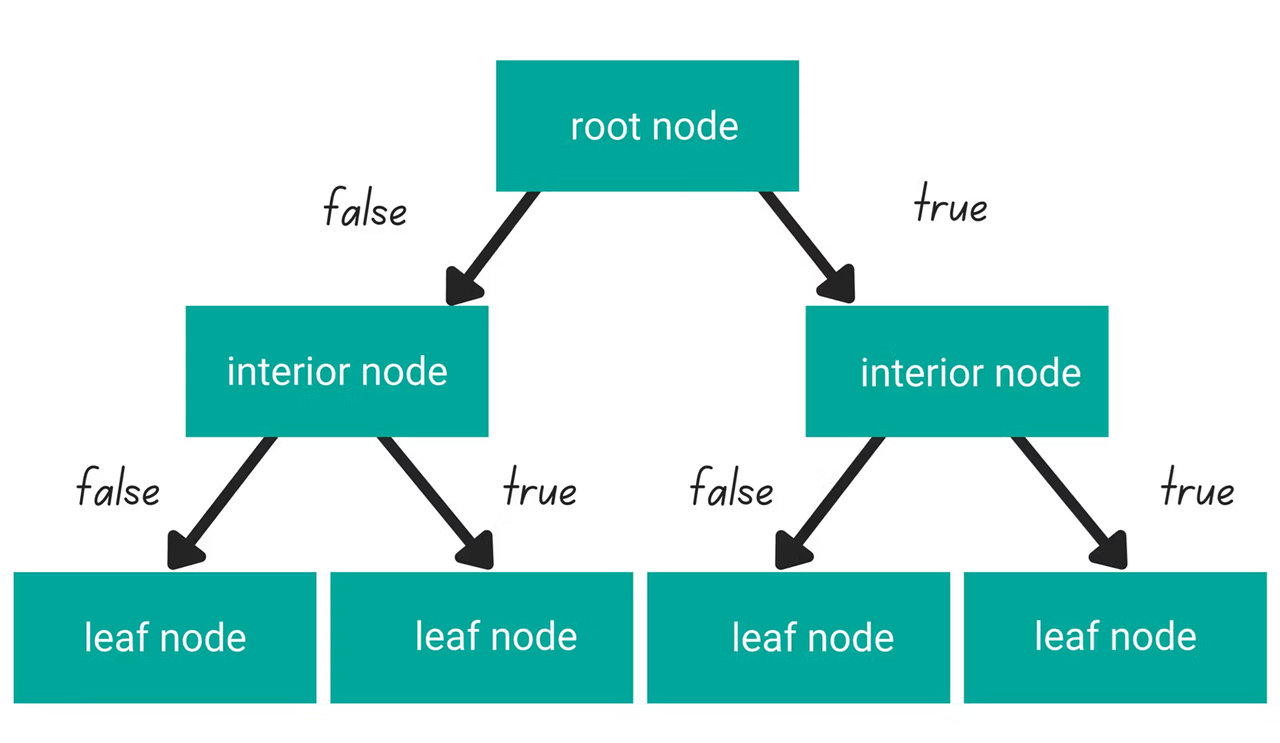 root node
false
true
interior node
interior node
false
true
false
true
leaf node
leaf node
leaf node
leaf node